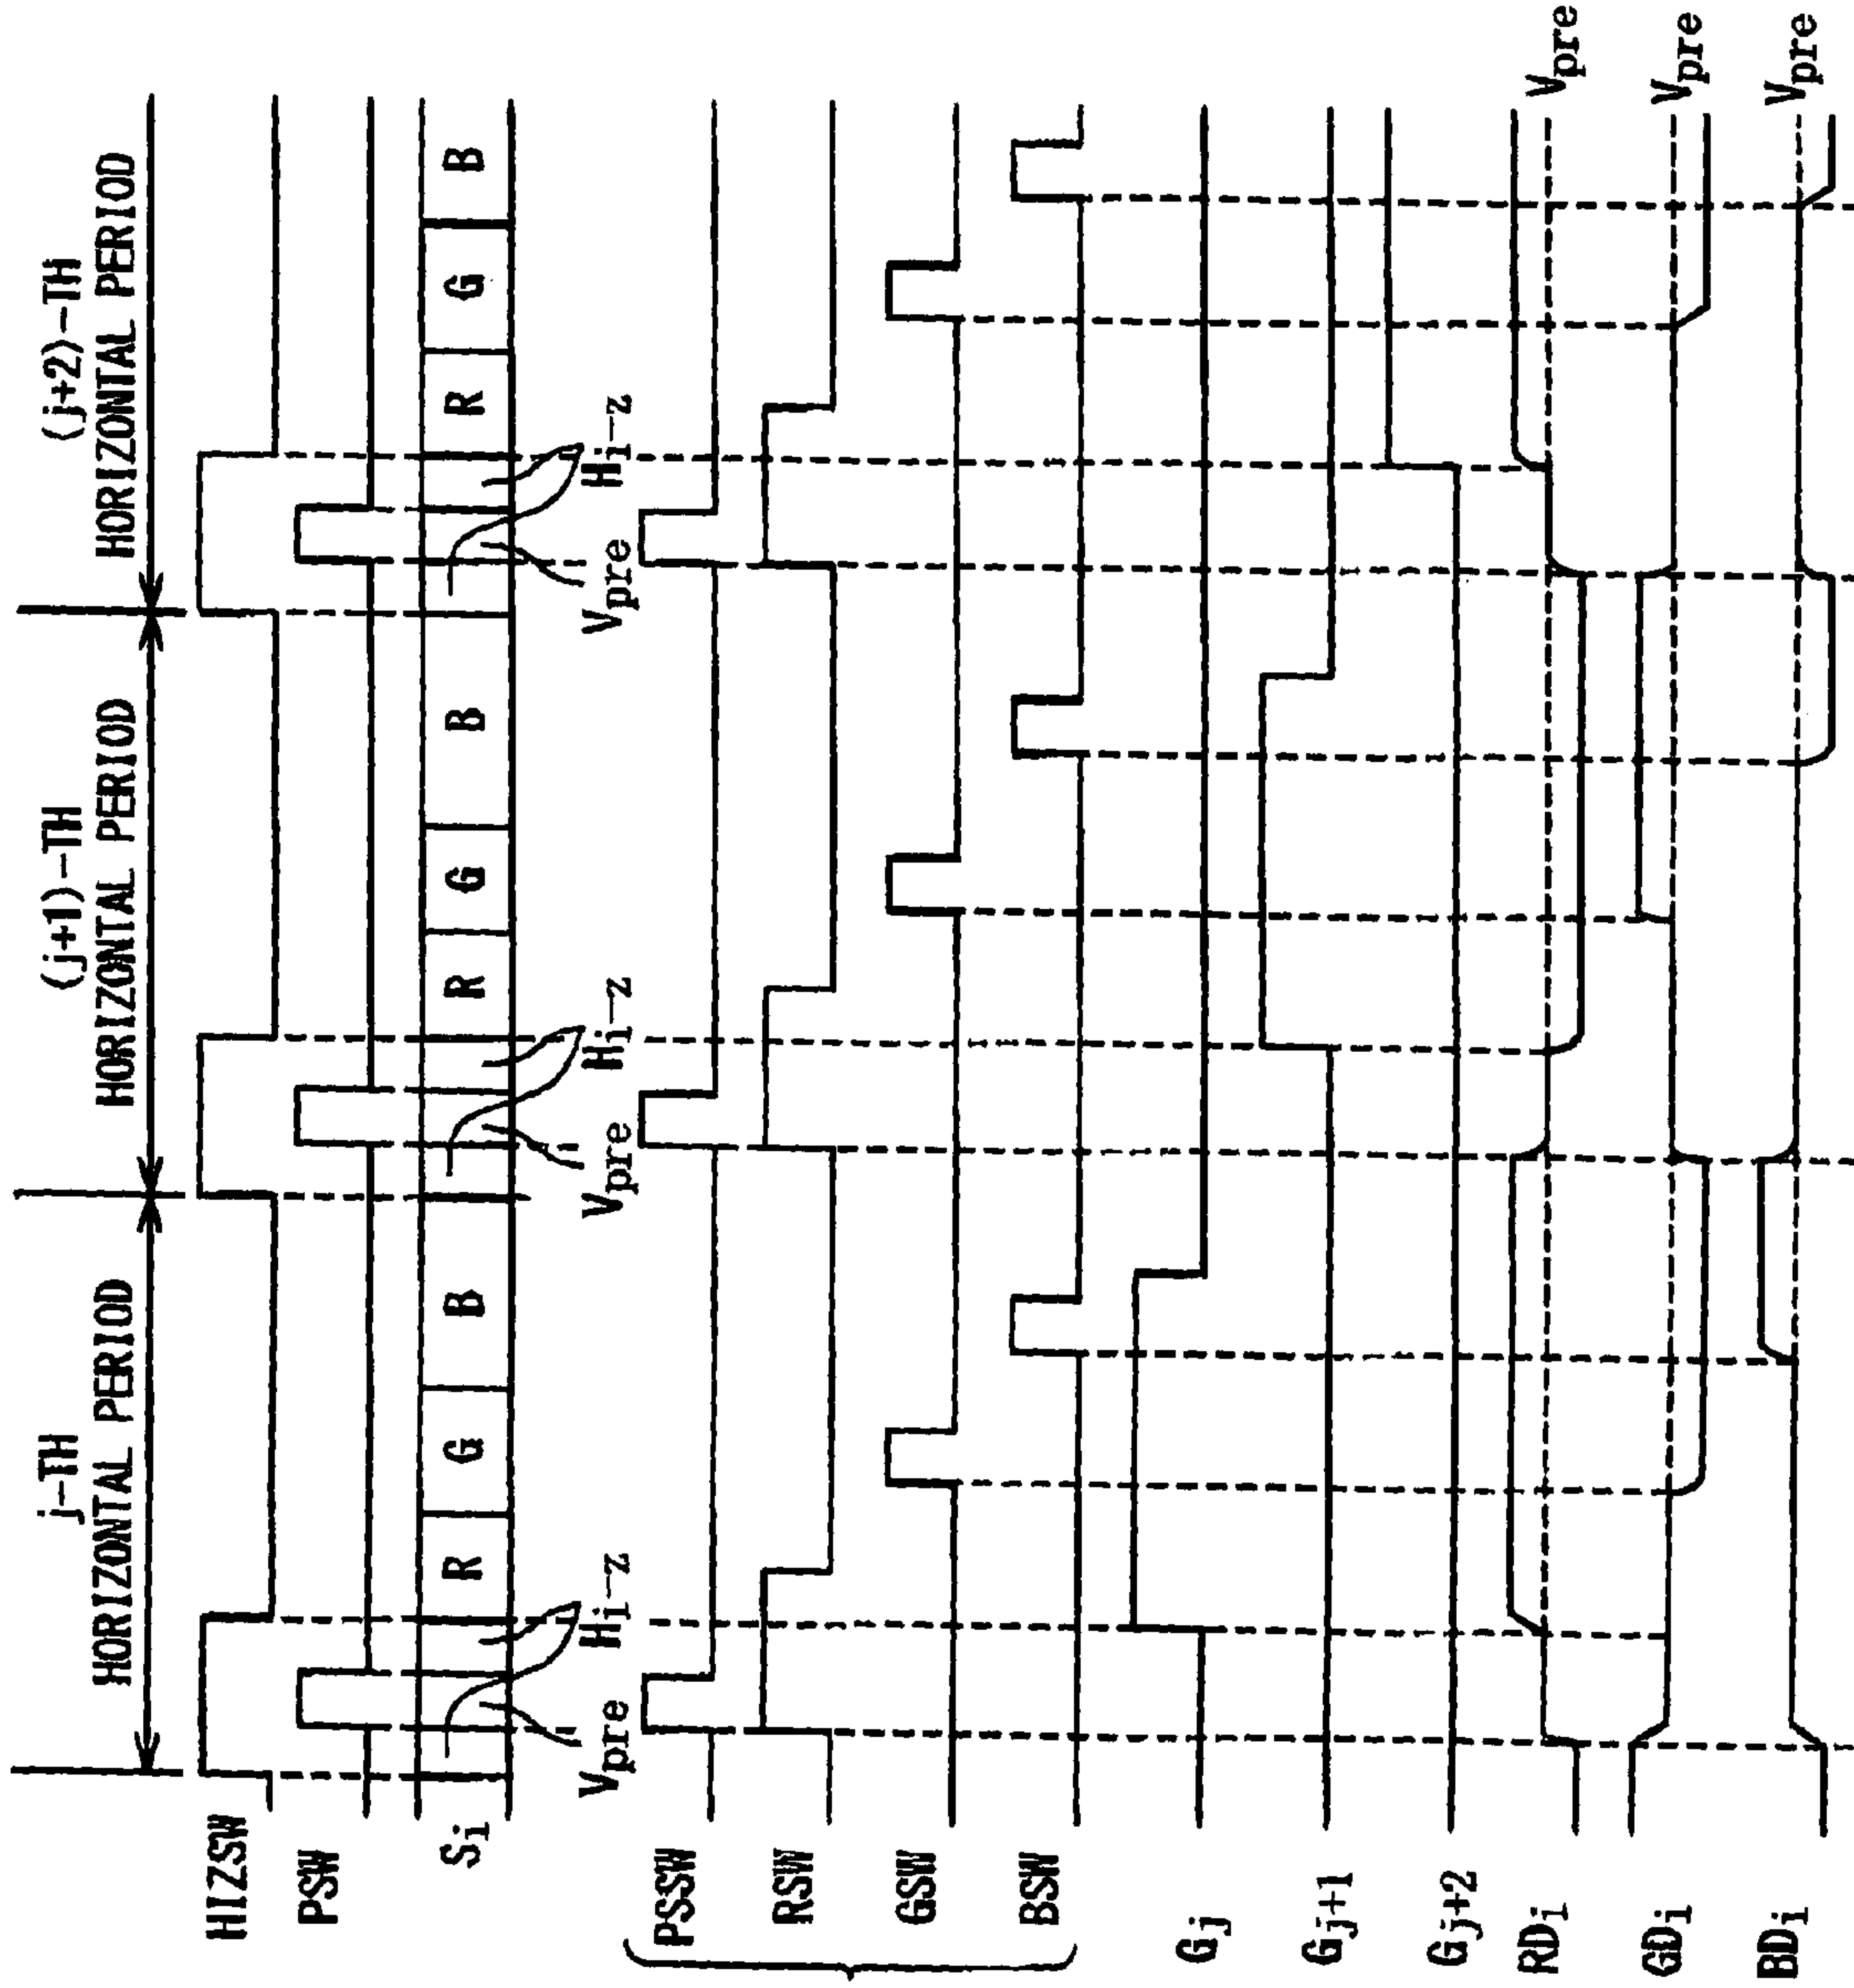 j-TH
HORIZONTAL PERIOD
(j+1)-TH
HORIZONTAL PERIOD
(j+2)-TH
HORIZONTAL PERIOD
HIZSW
PSW
Si
R
G
B
R
G
B
R
G
B
Vpre
Hi-z
Vpre
Hi-z
Vpre
Hi-z
PSSW
RSW
GSW
BSW
Gj
Gj+1
Gj+2
RDi
Vpre
GDi
Vpre
BDi
Vpre